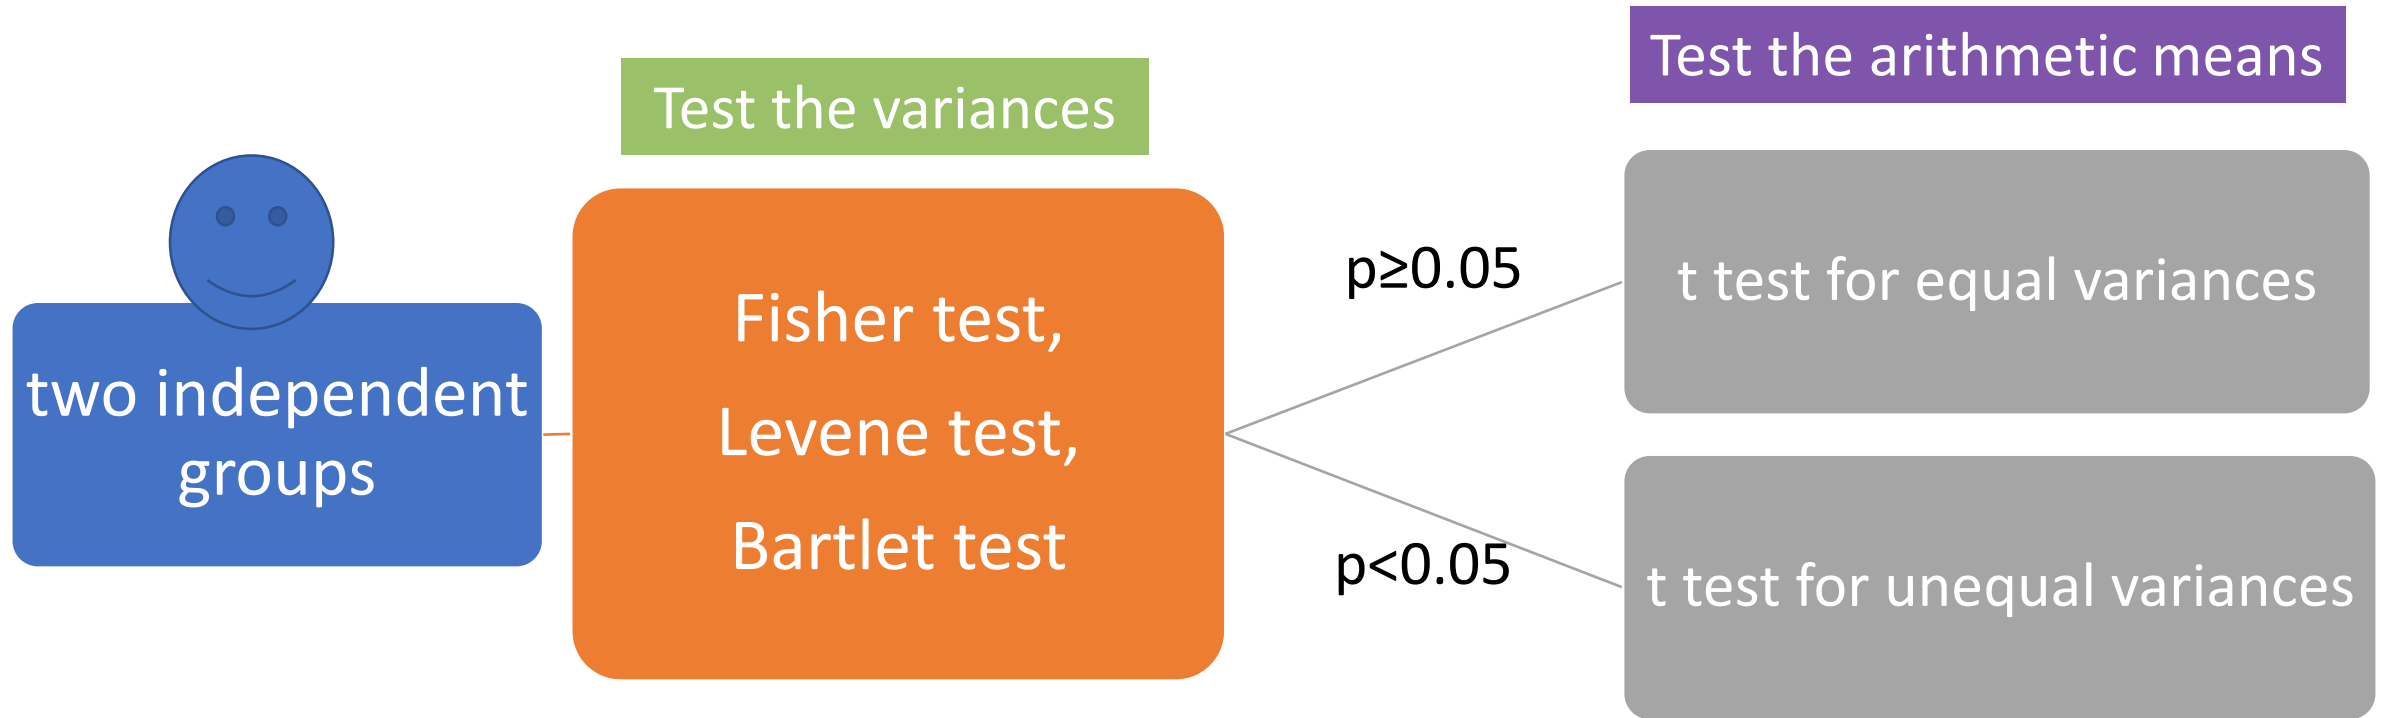 two independent
groups
Test the variances
Fisher test,
Levene test,
Bartlet test
p≥0.05
p<0.05
Test the arithmetic means
t test for equal variances
t test for unequal variances